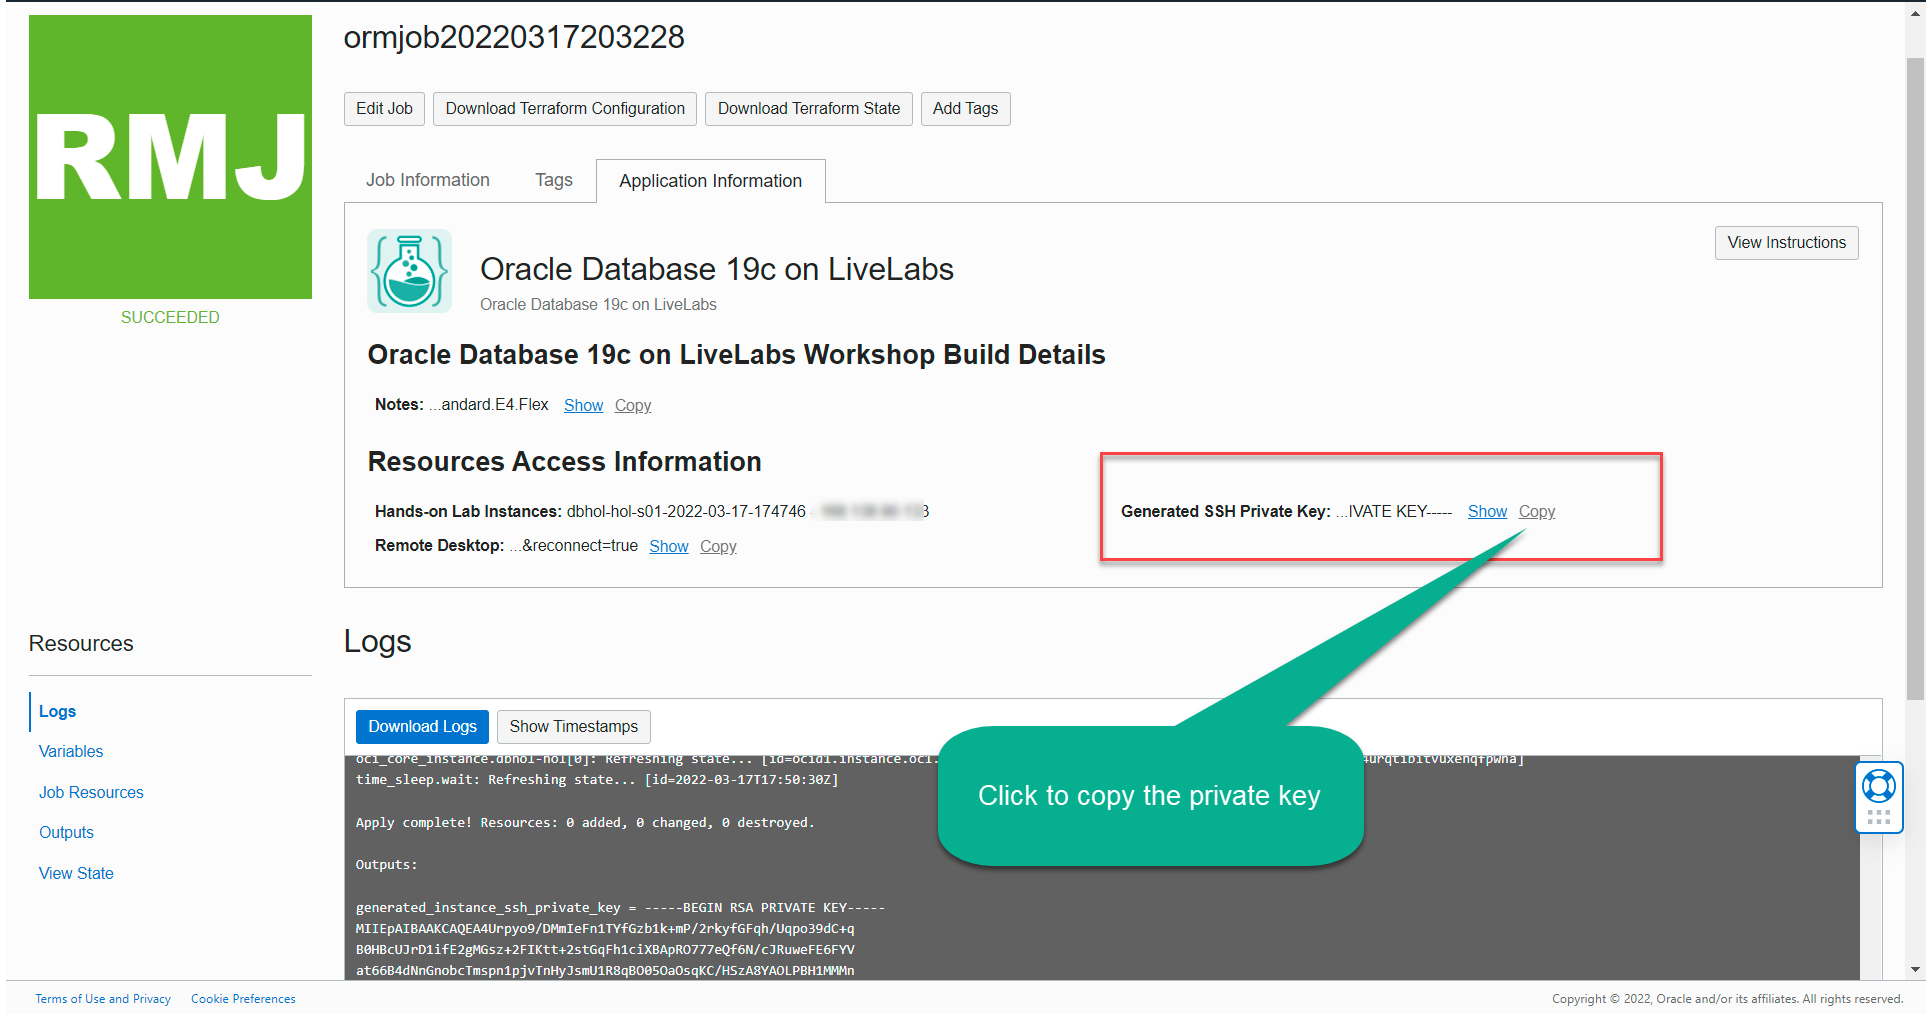 ormjob20220317203228
RMJ
SUCCEEDED
Edit Job Download Terraform Configuration Download Terraform State Add Tags
Job Information Tags Application Information
View Instructions
Oracle Database 19c on LiveLabs
Oracle Database 19c on LiveLabs
Oracle Database 19c on LiveLabs Workshop Build Details
Notes: ...andard.E4.Flex Show Copy
Resources Access Information
Hands-on Lab Instances: dbhol-hol-s01-2022-03-17-174746
Generated SSH Private Key: ...IVATE KEY----- Show Copy
Remote Desktop: ...&reconnect=true Show Copy
Resources
Logs
Variables
Job Resources
Outputs
View State
Logs
Download Logs Show Timestamps
oci_core_instance.dbhol-hol[0]: Refreshing state... [id=ocid1.instance.oc1.
time_sleep.wait: Refreshing state... [id=2022-03-17T17:50:30Z]
Apply complete! Resources: 0 added, 0 changed, 0 destroyed.
Outputs:
generated_instance_ssh_private_key = -----BEGIN RSA PRIVATE KEY-----
MIIEpAIBAAKCAQEA4Urpyo9/DMmIeFn1TYfGzb1k+mP/2rkyfGFqh/Uqpo39dC+q
B0HBcUJrD1ifE2gMGsz+2FIKtt+2stGqFh1ciXBApRO777eQf6N/cJRuweFE6FYV
at66B4dNnGnobcTmspn1pjvTnHyJsmU1R8qBO05OaOsqKC/HSzA8YAOLPBH1MMMn
Click to copy the private key
Terms of Use and Privacy Cookie Preferences
Copyright © 2022, Oracle and/or its affiliates. All rights reserved.